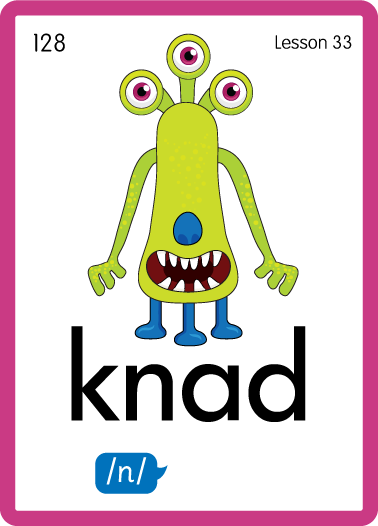 128
Lesson 33
knad
/n/